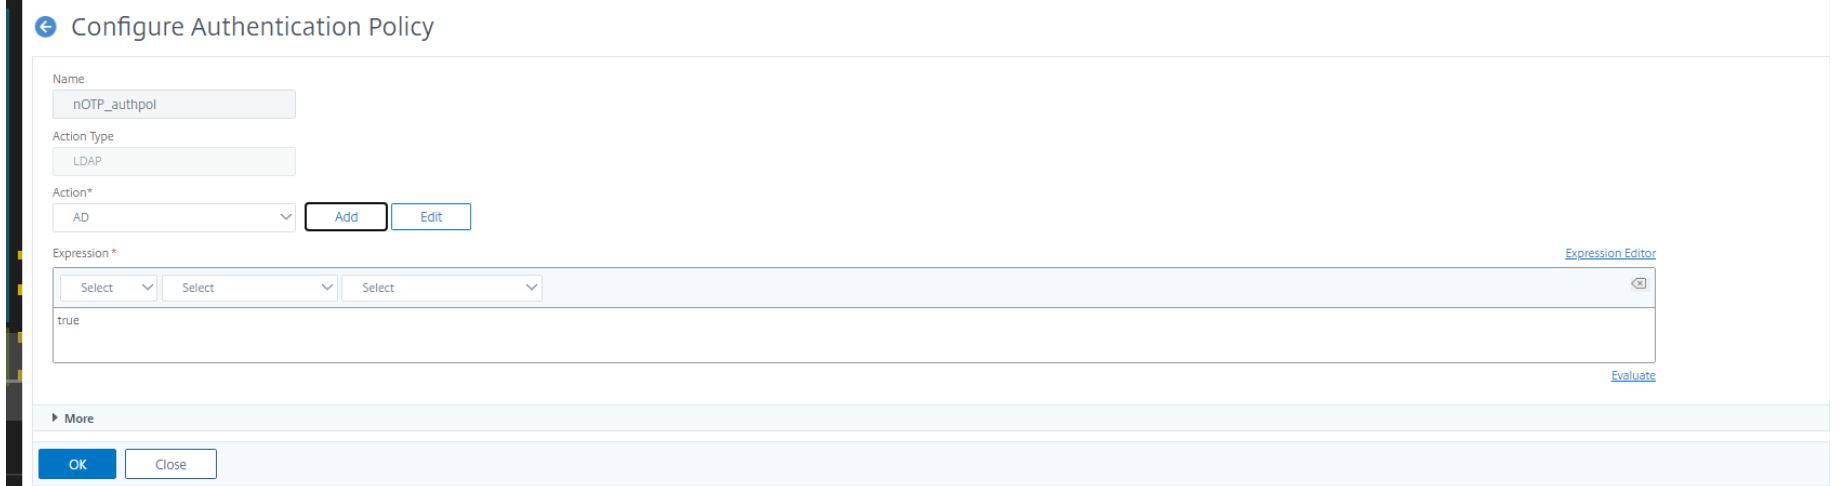 Configure Authentication Policy
Name
nOTP_authpol
Action Type
LDAP
Action*
AD Add Edit
Expression * Expression Editor
Select Select Select
true
Evaluate
More
OK Close